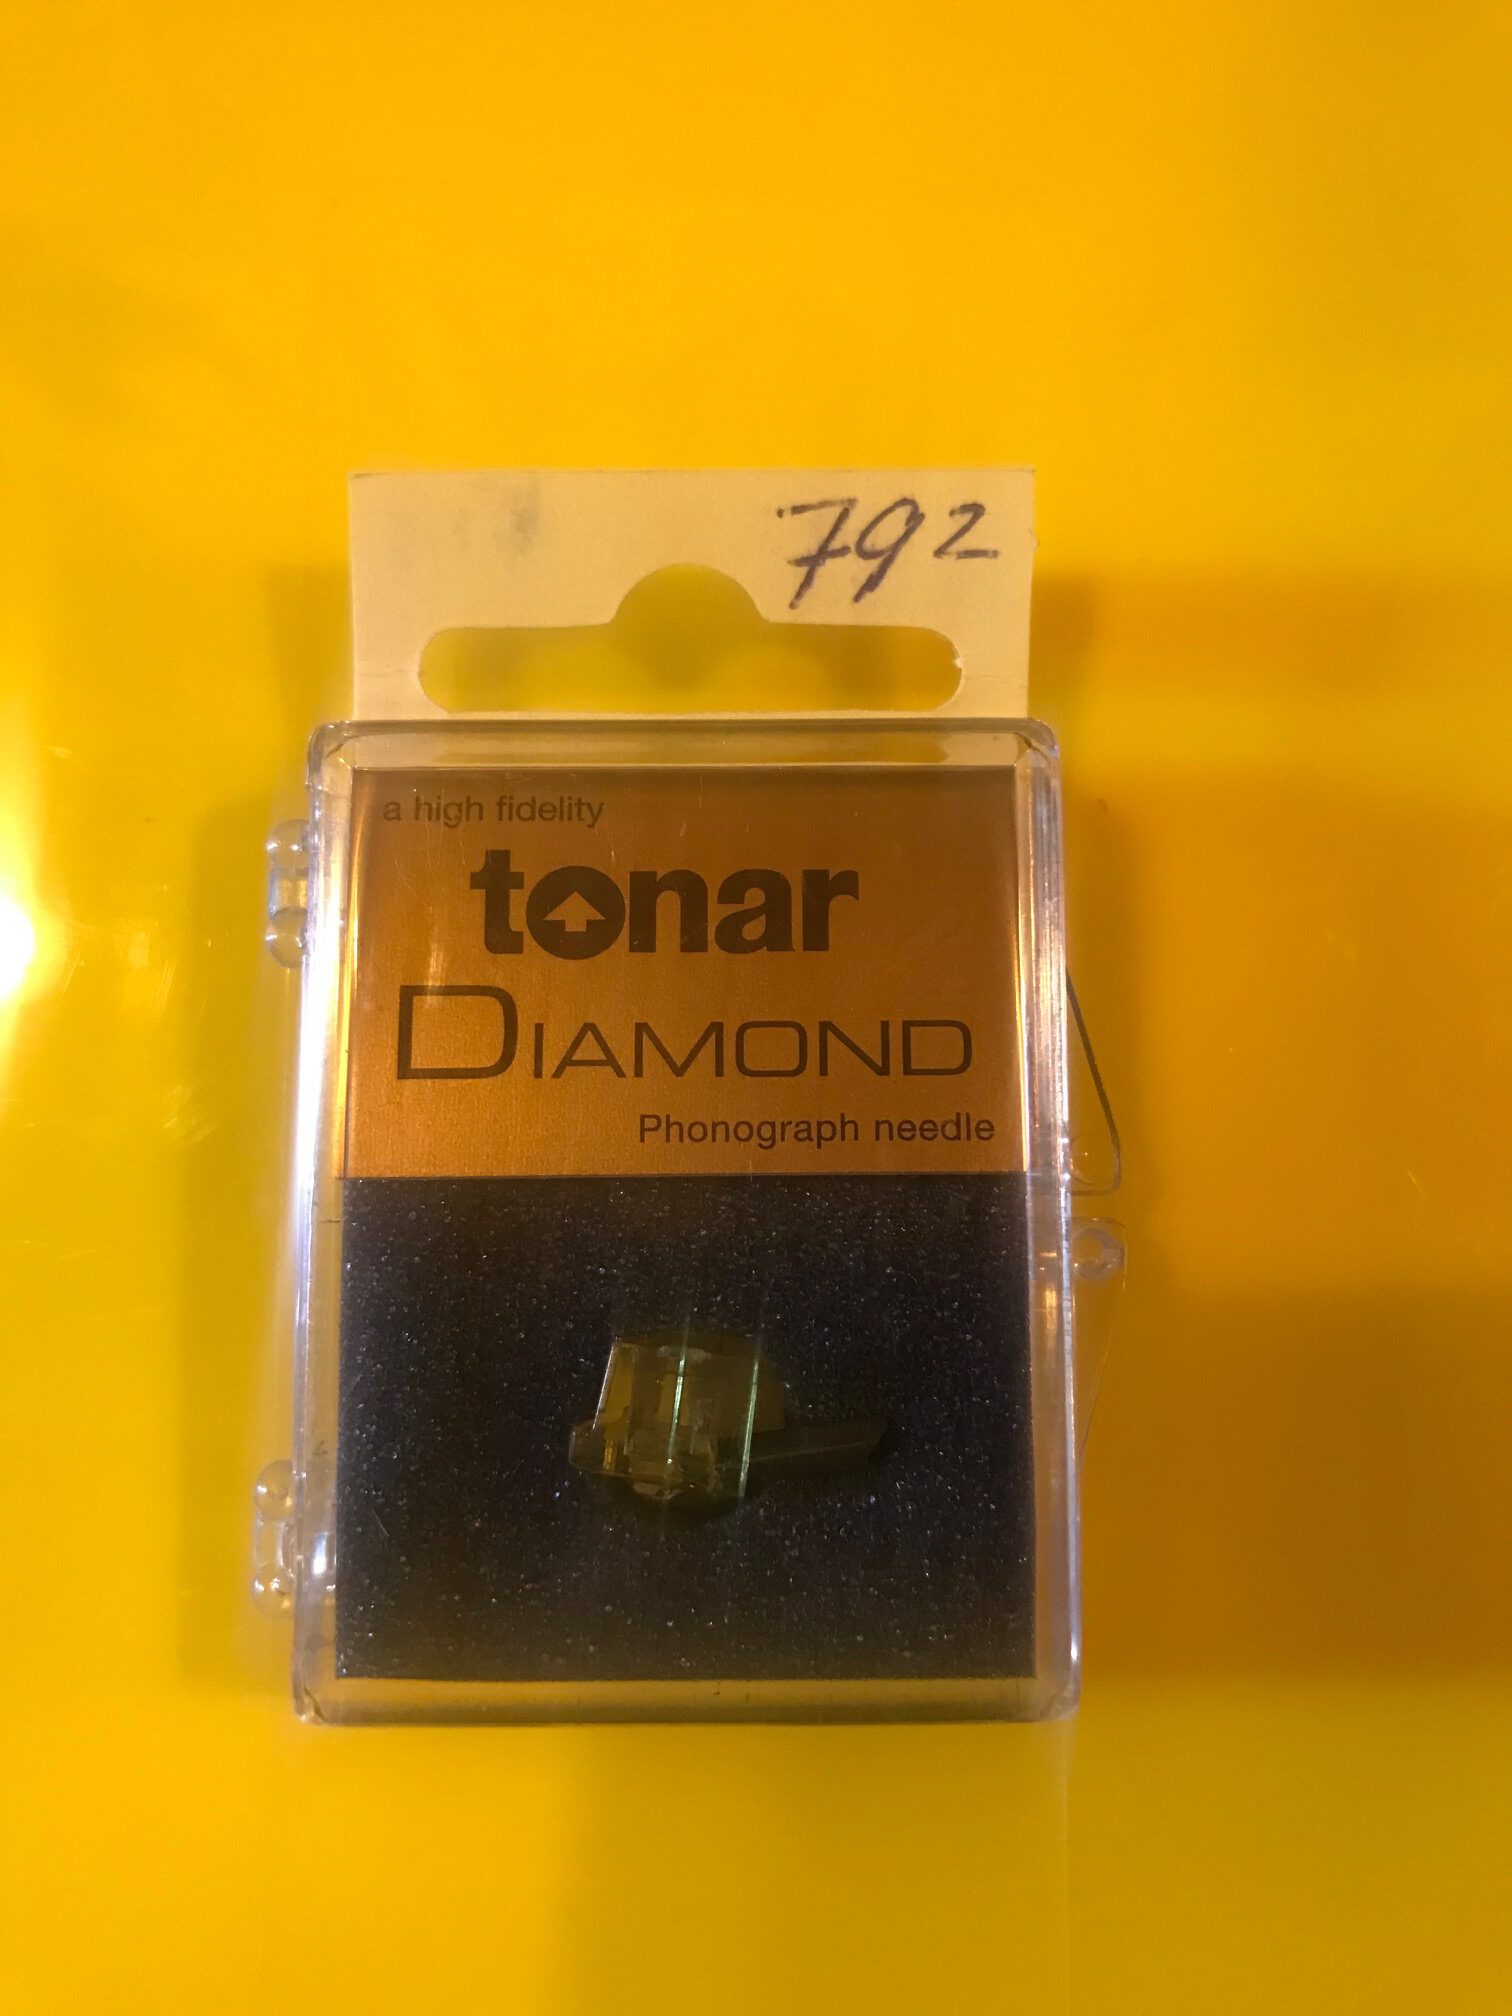 792
a high fidelity
tonar
DIAMOND
Phonograph needle